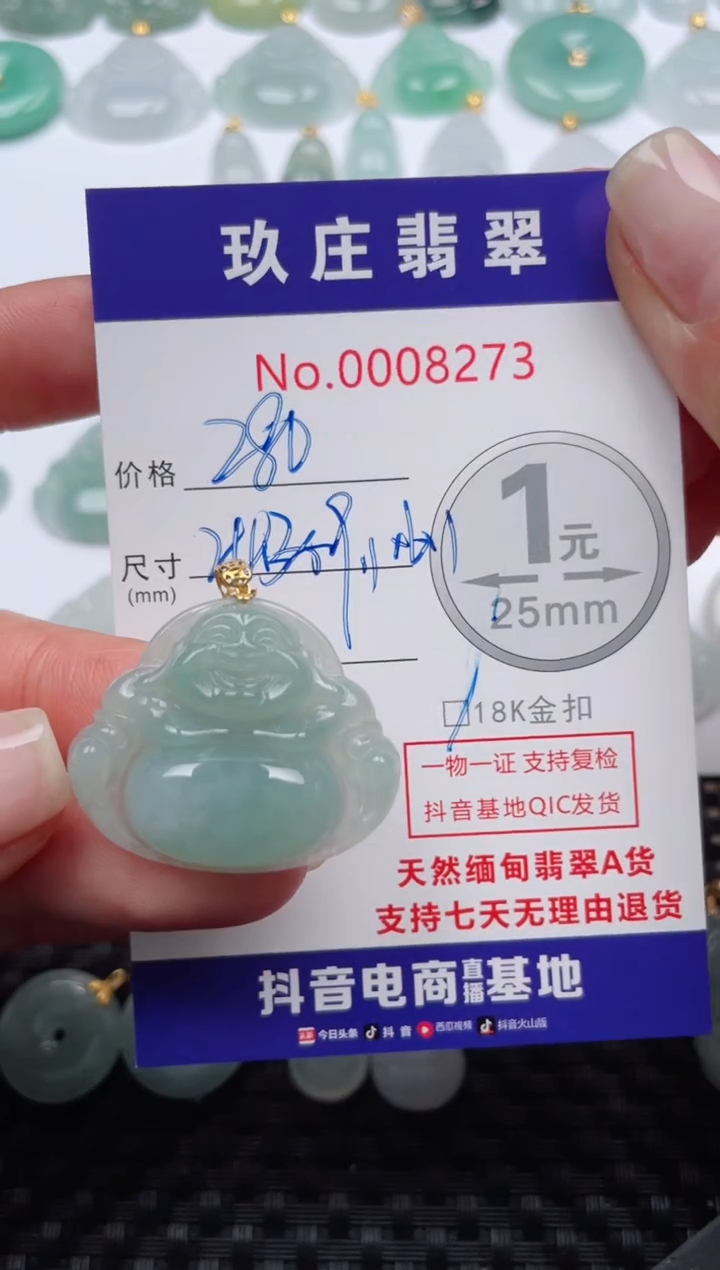 玖庄翡翠
No.0008273
价格 280
尺寸
(mm)
1元
25mm
□18K金扣
一物一证 支持复检
抖音基地QIC发货
天然缅甸翡翠A货
支持七天无理由退货
抖音电商直播基地
今日头条 抖音 西瓜视频 抖音火山版